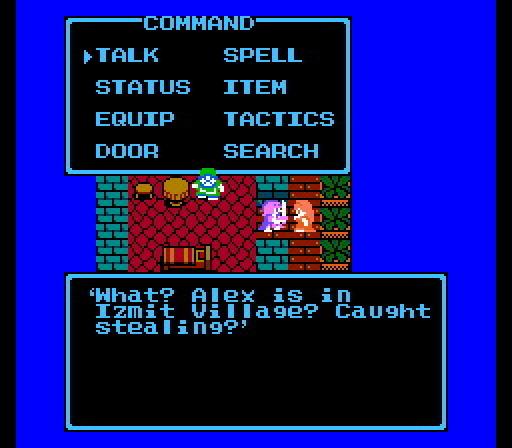 COMMAND
TALK SPELL
STATUS ITEM
EQUIP TACTICS
DOOR SEARCH
‘What? Alex is in
Izmit Village? Caught
stealing?’